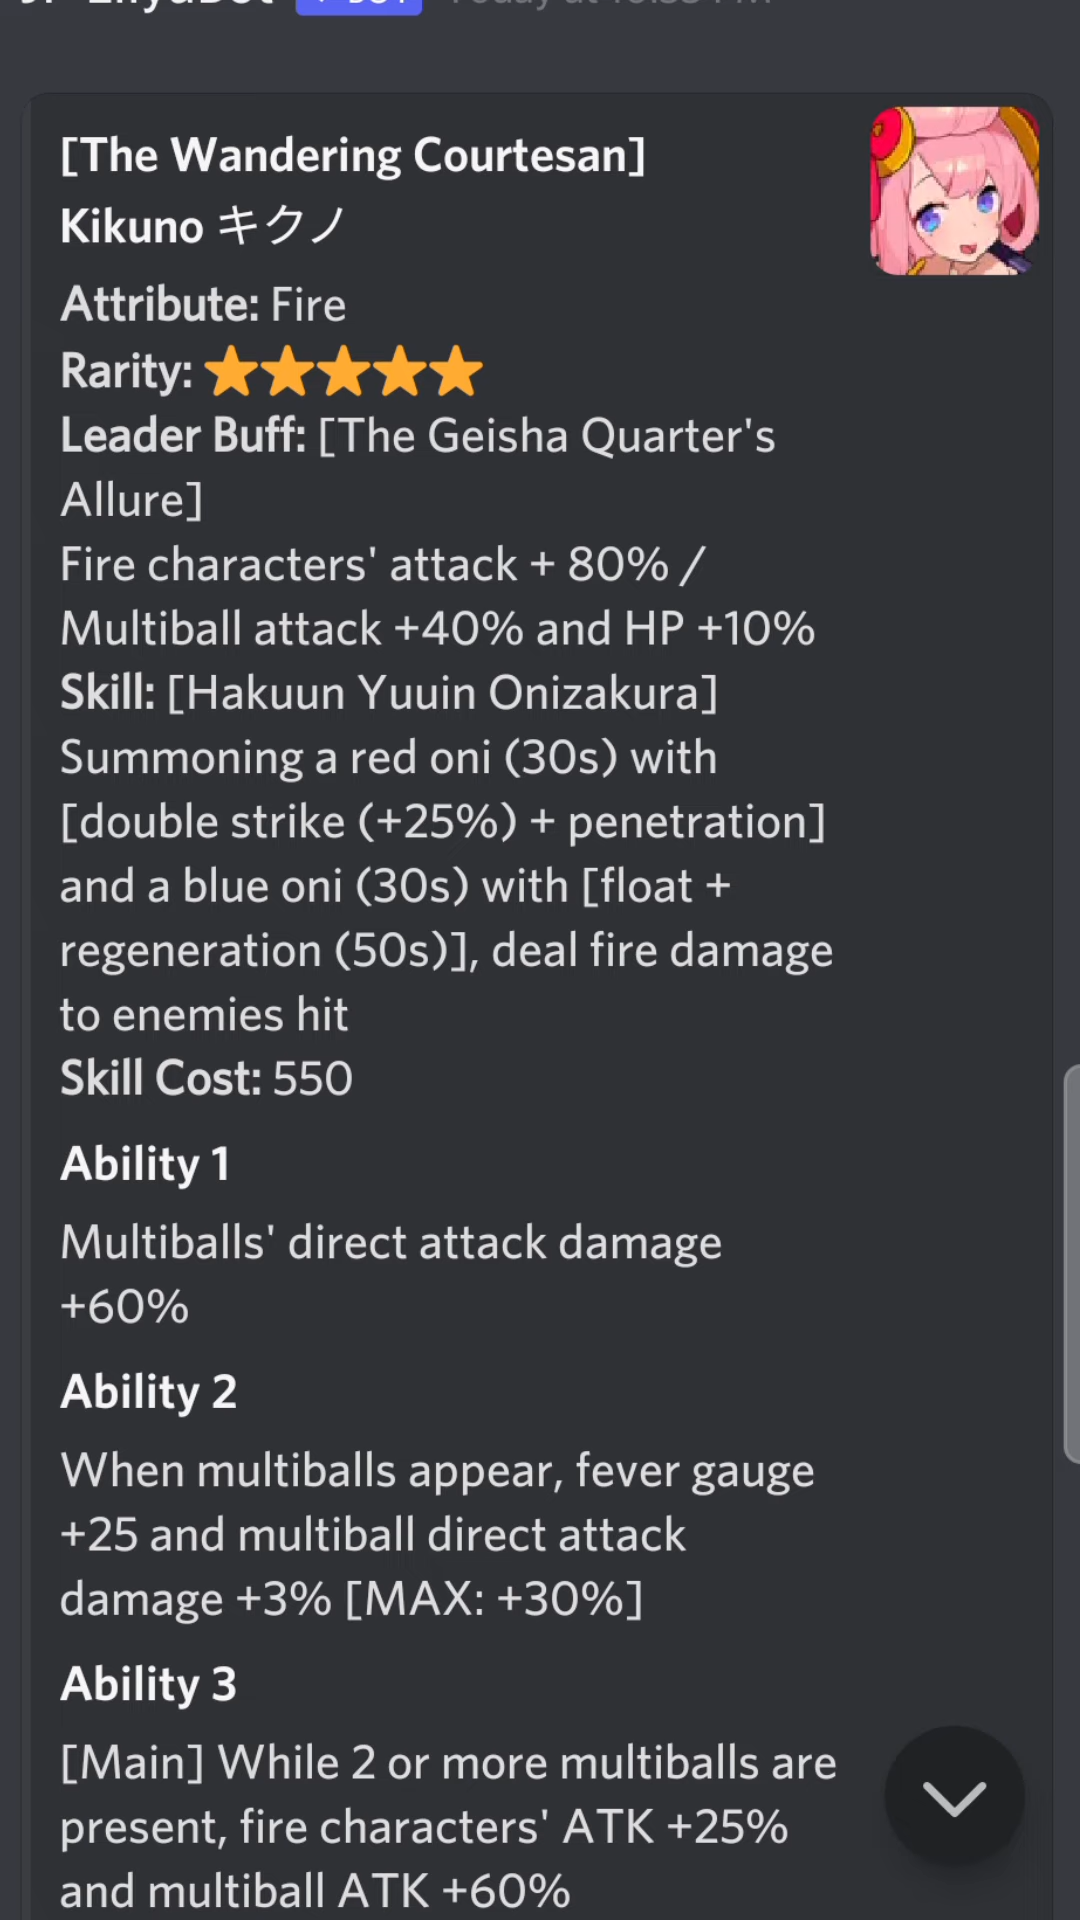 [The Wandering Courtesan]
Kikuno キクノ
Attribute: Fire
Rarity: ⭐⭐⭐⭐⭐
Leader Buff: [The Geisha Quarter's
Allure]
Fire characters' attack + 80% /
Multiball attack +40% and HP +10%
Skill: [Hakuun Yuuin Onizakura]
Summoning a red oni (30s) with
[double strike (+25%) + penetration]
and a blue oni (30s) with [float +
regeneration (50s)], deal fire damage
to enemies hit
Skill Cost: 550
Ability 1
Multiballs' direct attack damage
+60%
Ability 2
When multiballs appear, fever gauge
+25 and multiball direct attack
damage +3% [MAX: +30%]
Ability 3
[Main] While 2 or more multiballs are
present, fire characters' ATK +25%
and multiball ATK +60%